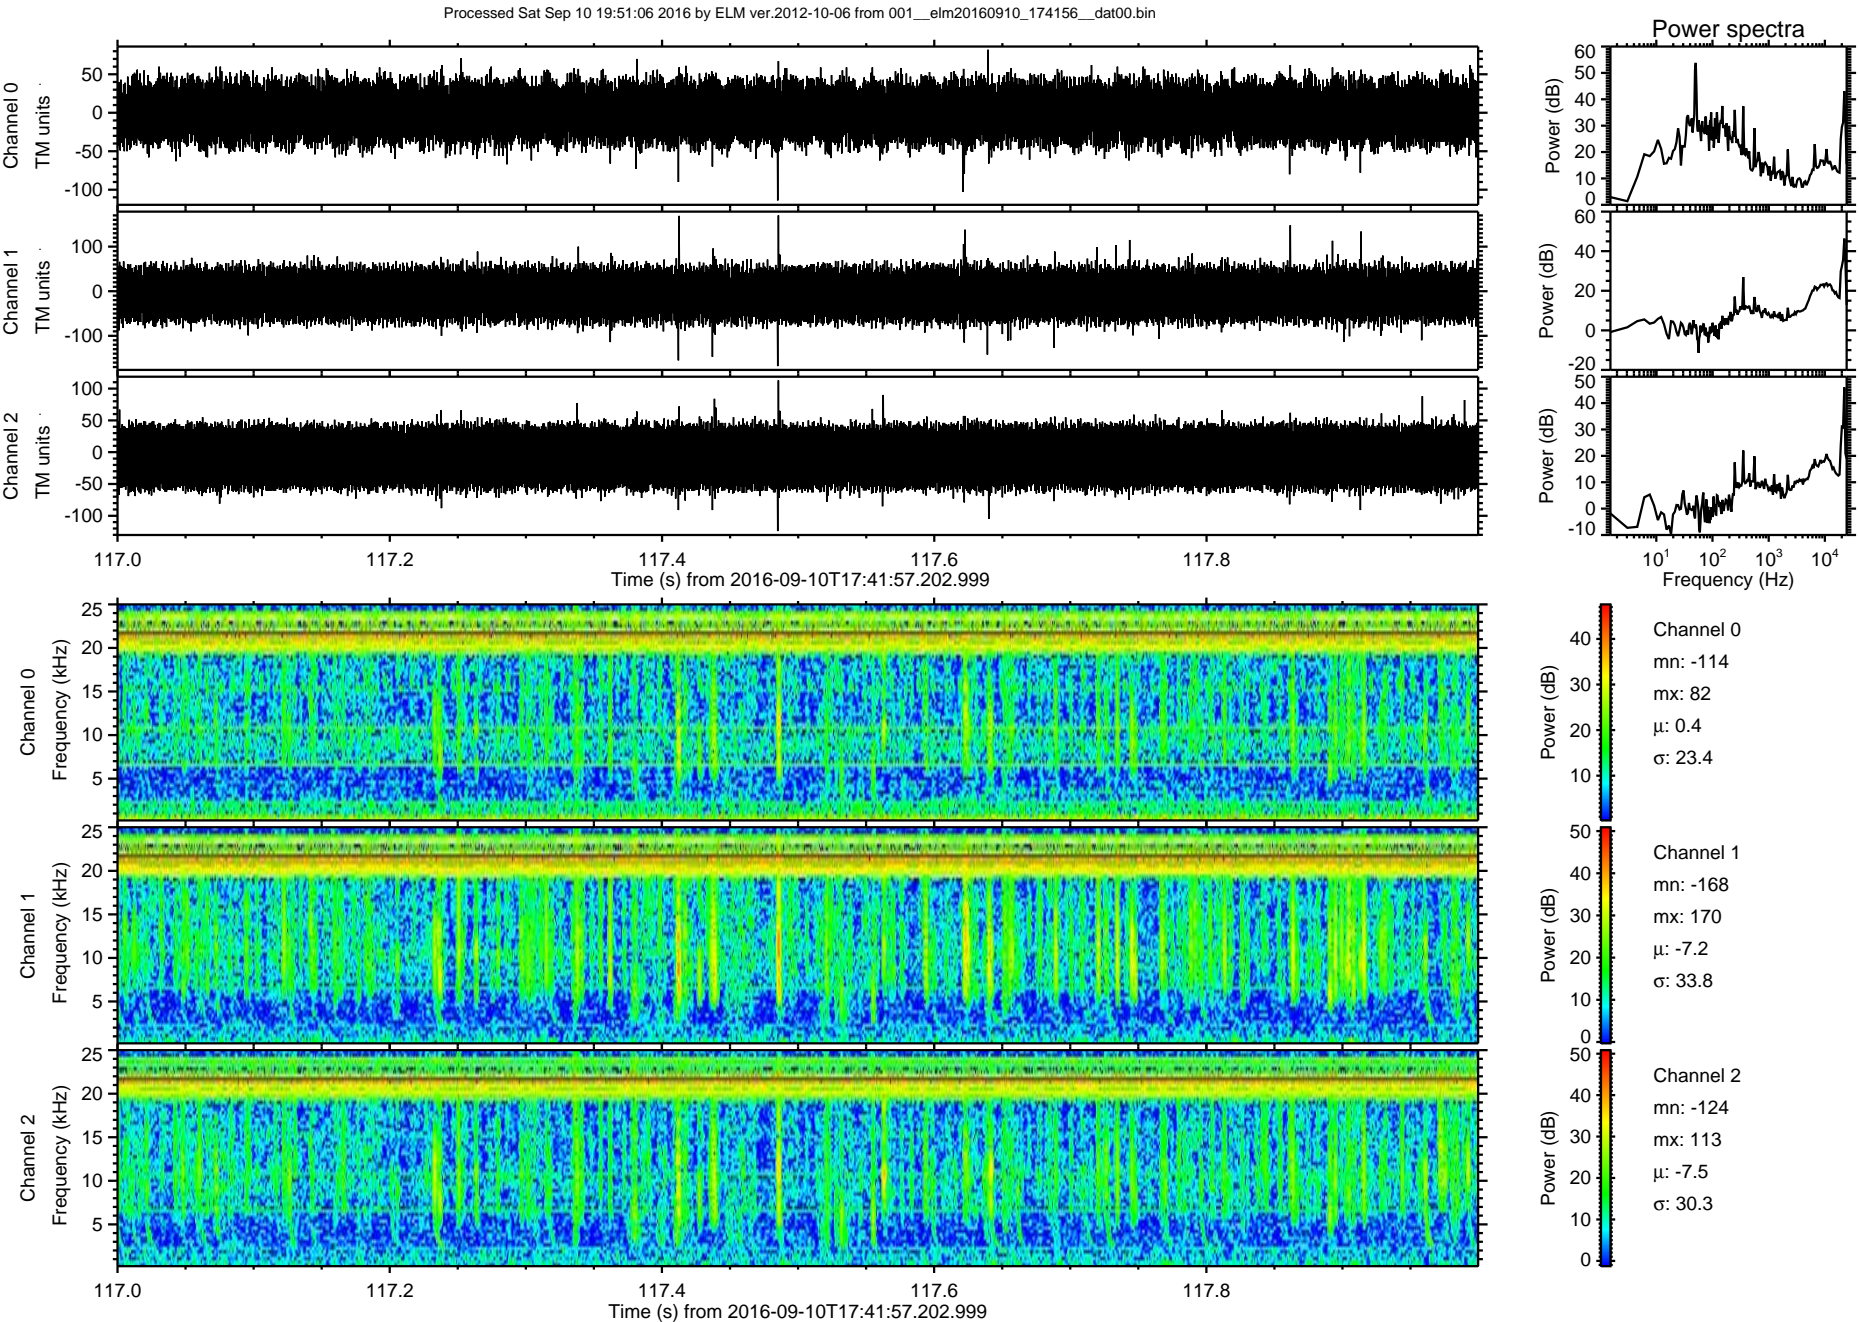 Processed Sat Sep 10 19:51:06 2016 by ELM ver.2012-10-06 from 001__elm20160910_174156__dat00.bin
Power spectra
Channel 0
TM units
50
0
-50
-100
Power (dB)
60
50
40
30
20
10
0
Channel 1
TM units
100
0
-100
Power (dB)
60
40
20
0
-20
Channel 2
TM units
100
50
0
-50
-100
Power (dB)
50
40
30
20
10
0
-10
117.0 117.2 117.4 117.6 117.8
Time (s) from 2016-09-10T17:41:57.202.999
10^1 10^2 10^3 10^4
Frequency (Hz)
Channel 0
Frequency (kHz)
25
20
15
10
5
Power (dB)
40
30
20
10
Channel 0
mn: -114
mx: 82
μ: 0.4
σ: 23.4
Channel 1
Frequency (kHz)
25
20
15
10
5
Power (dB)
50
40
30
20
10
0
Channel 1
mn: -168
mx: 170
μ: -7.2
σ: 33.8
Channel 2
Frequency (kHz)
25
20
15
10
5
Power (dB)
50
40
30
20
10
0
Channel 2
mn: -124
mx: 113
μ: -7.5
σ: 30.3
117.0 117.2 117.4 117.6 117.8
Time (s) from 2016-09-10T17:41:57.202.999